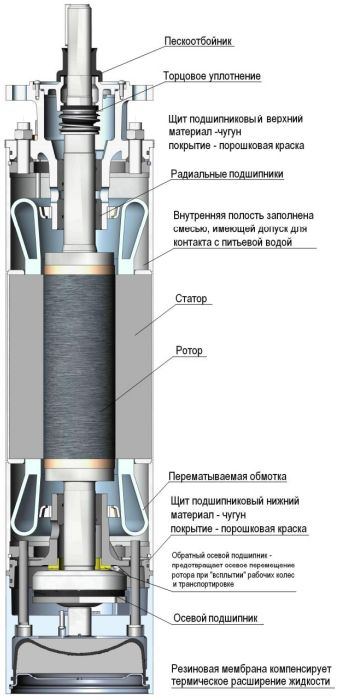 Пескоотбойник
Торцовое уплотнение
Щит подшипниковый верхний
материал -чугун
покрытие - порошковая краска
Радиальные подшипники
Внутренняя полость заполнена
смесью, имеющей допуск для
контакта с питьевой водой
Статор
Ротор
Перематываемая обмотка
Щит подшипниковый нижний
материал - чугун
покрытие - порошковая краска
Обратный осевой подшипник -
предотвращает осевое перемещение
ротора при "всплытии" рабочих колес
и транспортировке
Осевой подшипник
Резиновая мембрана компенсирует
термическое расширение жидкости